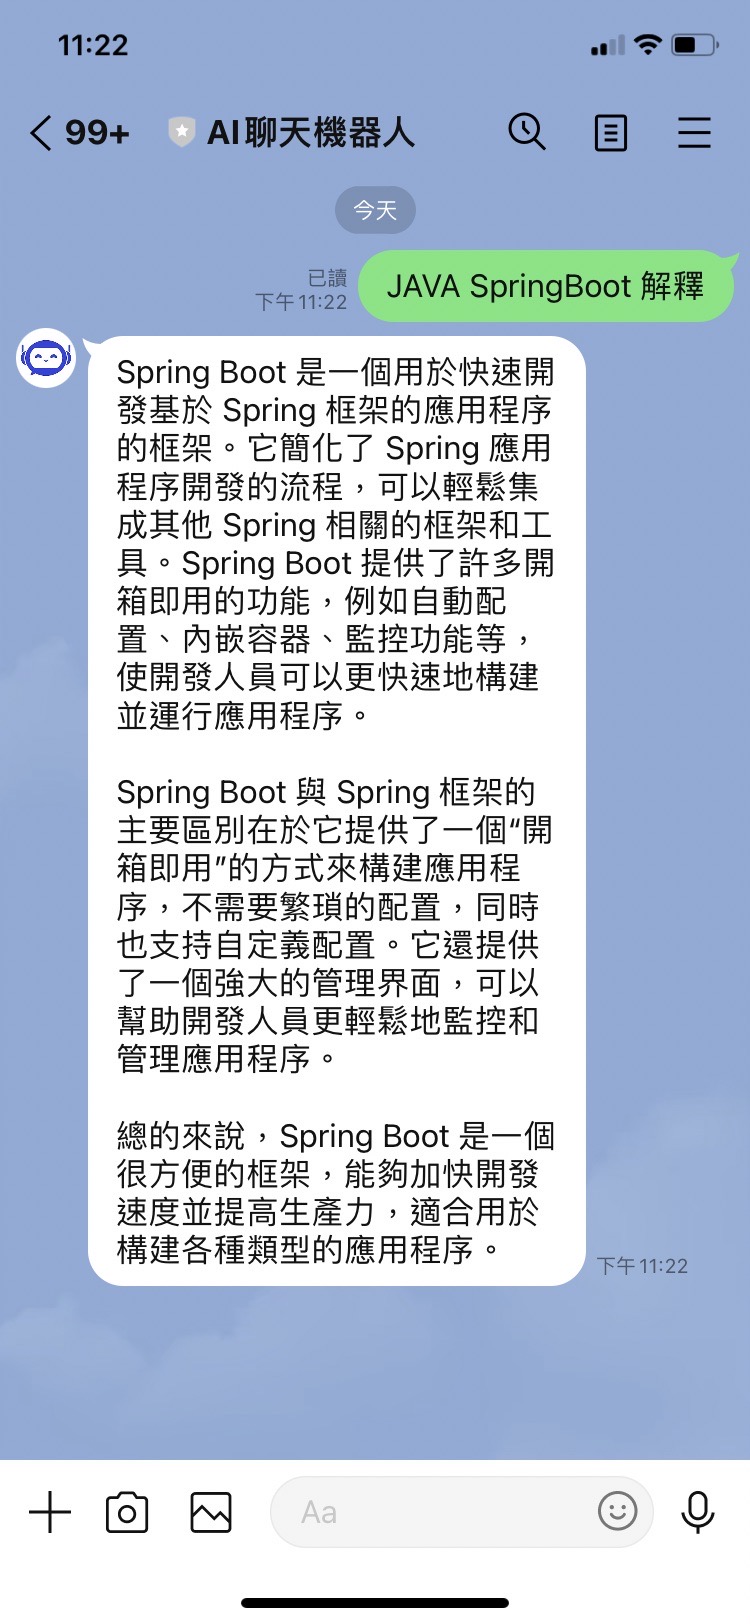 11:22
99+
AI聊天機器人
今天
已讀
下午 11:22
JAVA SpringBoot 解釋
Spring Boot 是一個用於快速開
發基於 Spring 框架的應用程序
的框架。它簡化了 Spring 應用
程序開發的流程，可以輕鬆集
成其他 Spring 相關的框架和工
具。Spring Boot 提供了許多開
箱即用的功能，例如自動配
置、內嵌容器、監控功能等，
使開發人員可以更快速地構建
並運行應用程序。
Spring Boot 與 Spring 框架的
主要區別在於它提供了一個“開
箱即用”的方式來構建應用程
序，不需要繁瑣的配置，同時
也支持自定義配置。它還提供
了一個強大的管理界面，可以
幫助開發人員更輕鬆地監控和
管理應用程序。
總的來說，Spring Boot 是一個
很方便的框架，能夠加快開發
速度並提高生產力，適合用於
構建各種類型的應用程序。
下午 11:22
Aa